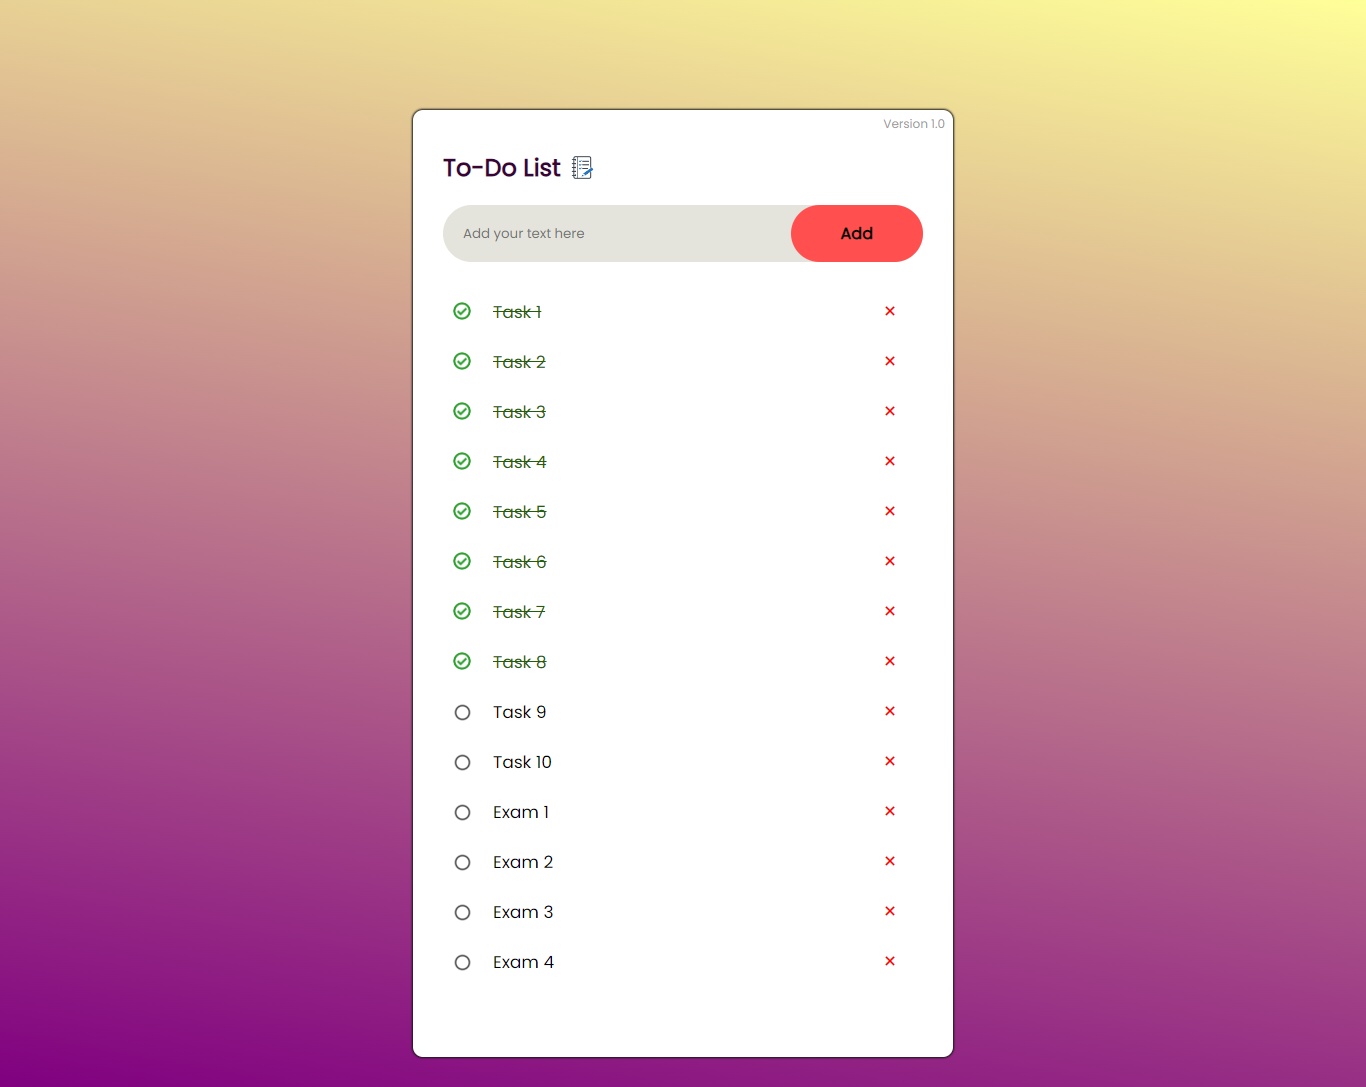 Version 1.0
To-Do List
Add your text here
Add
Task 1
Task 2
Task 3
Task 4
Task 5
Task 6
Task 7
Task 8
Task 9
Task 10
Exam 1
Exam 2
Exam 3
Exam 4